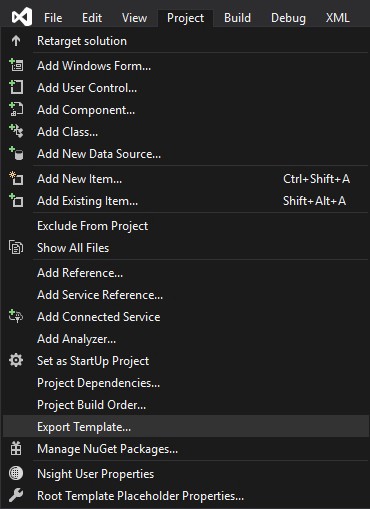 File Edit View Project Build Debug XML
Retarget solution
Add Windows Form...
Add User Control...
Add Component...
Add Class...
Add New Data Source...
Add New Item... Ctrl+Shift+A
Add Existing Item... Shift+Alt+A
Exclude From Project
Show All Files
Add Reference...
Add Service Reference...
Add Connected Service
Add Analyzer...
Set as StartUp Project
Project Dependencies...
Project Build Order...
Export Template...
Manage NuGet Packages...
Nsight User Properties
Root Template Placeholder Properties...